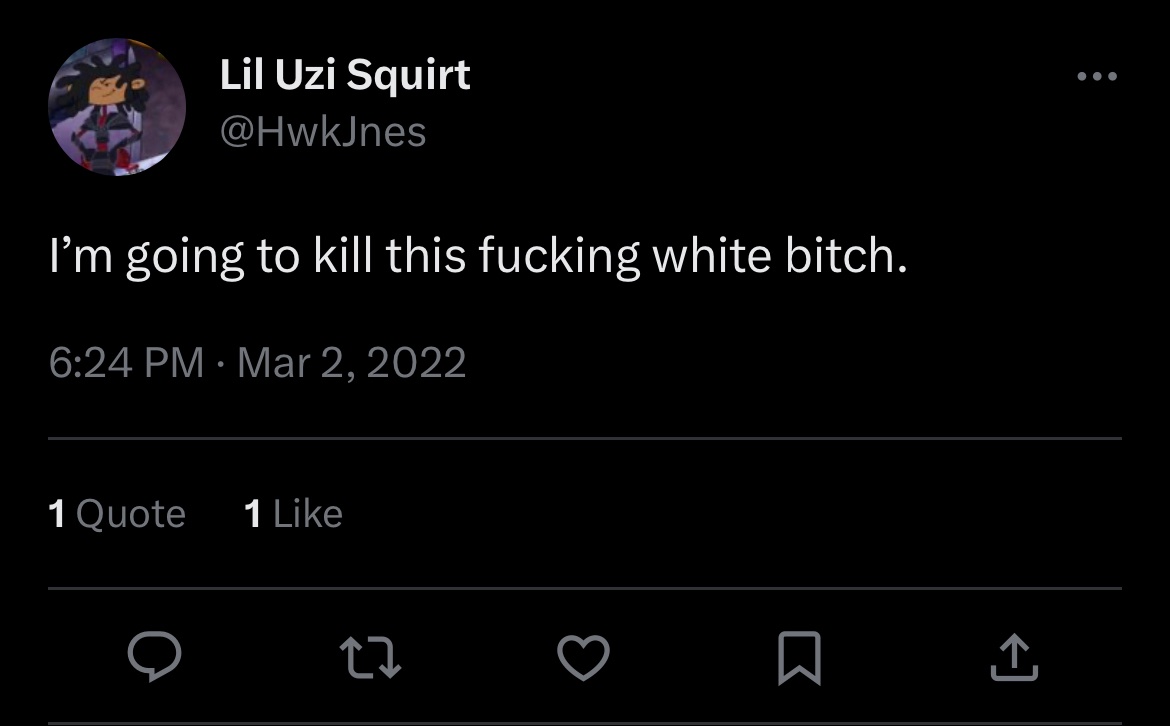 Lil Uzi Squirt
@HwkJnes
I’m going to kill this fucking white bitch.
6:24 PM · Mar 2, 2022
1 Quote 1 Like